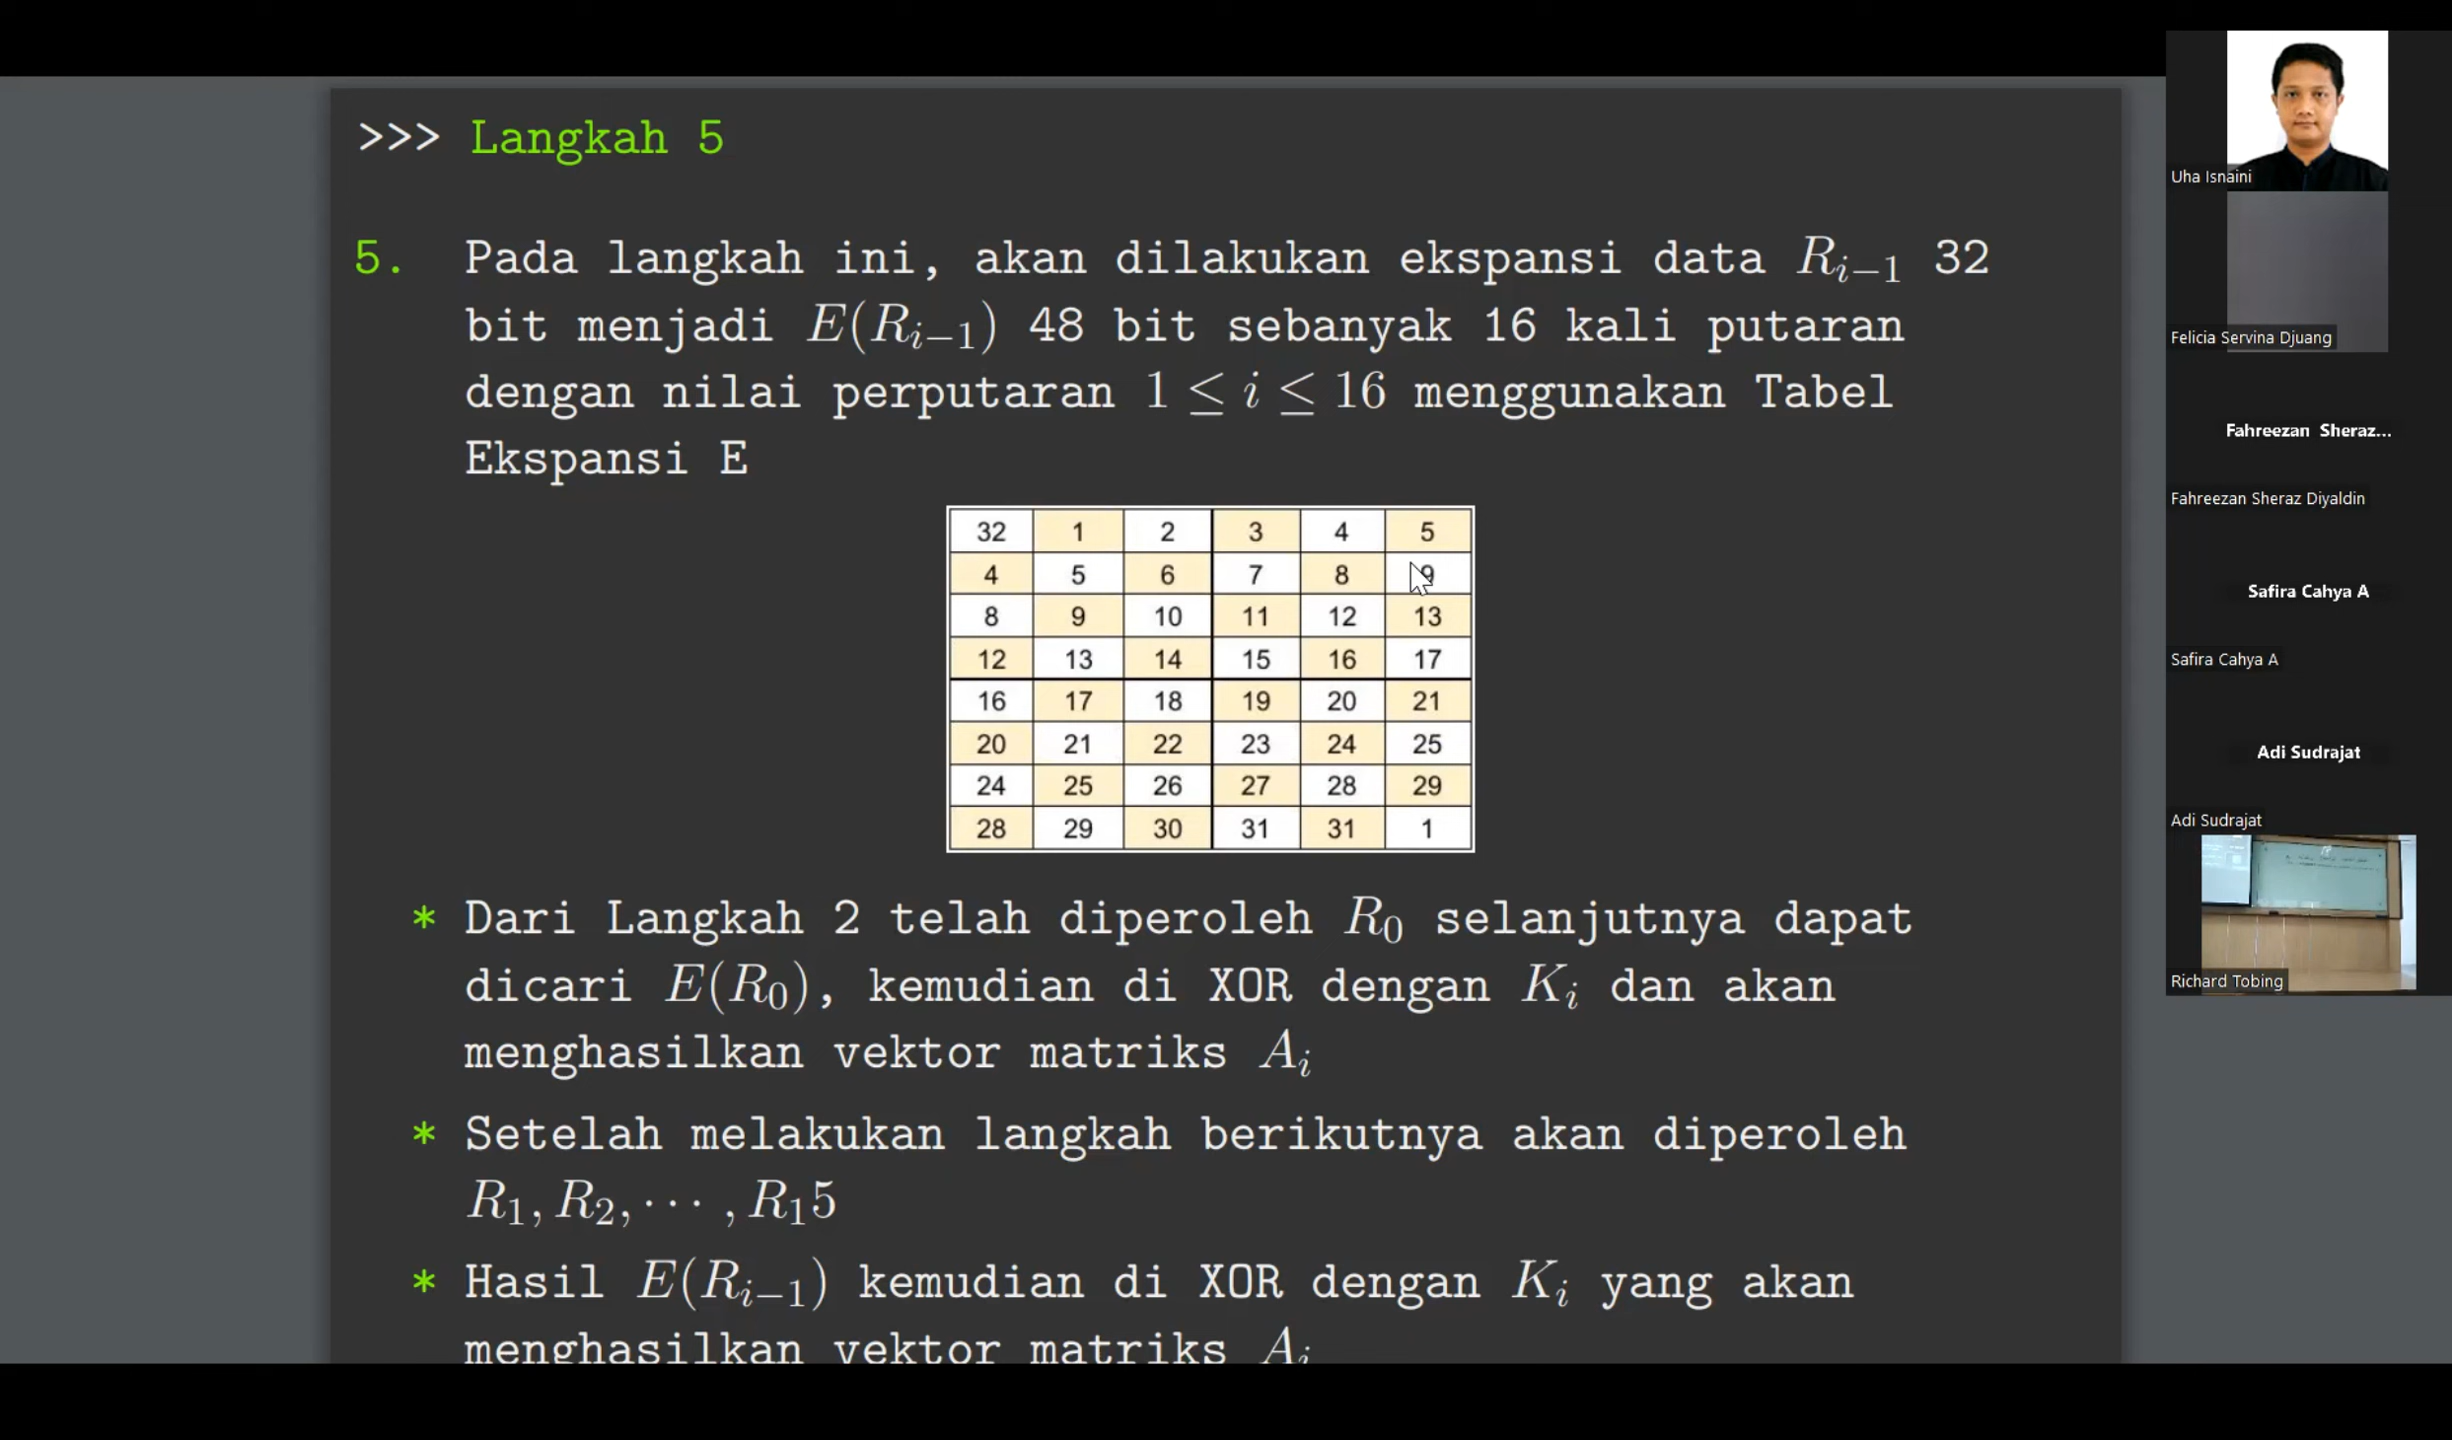 >>> Langkah 5
5. Pada langkah ini, akan dilakukan ekspansi data R_{i−1} 32
bit menjadi E(R_{i−1}) 48 bit sebanyak 16 kali putaran
dengan nilai perputaran 1 ≤ i ≤ 16 menggunakan Tabel
Ekspansi E
32 1 2 3 4 5
4 5 6 7 8 9
8 9 10 11 12 13
12 13 14 15 16 17
16 17 18 19 20 21
20 21 22 23 24 25
24 25 26 27 28 29
28 29 30 31 31 1
* Dari Langkah 2 telah diperoleh R_0 selanjutnya dapat
dicari E(R_0), kemudian di XOR dengan K_i dan akan
menghasilkan vektor matriks A_i
* Setelah melakukan langkah berikutnya akan diperoleh
R_1, R_2, ··· , R_15
* Hasil E(R_{i−1}) kemudian di XOR dengan K_i yang akan
menghasilkan vektor matriks A_i
Uha Isnaini
Felicia Servina Djuang
Fahreezan Sheraz...
Fahreezan Sheraz Diyaldin
Safira Cahya A
Safira Cahya A
Adi Sudrajat
Adi Sudrajat
Richard Tobing